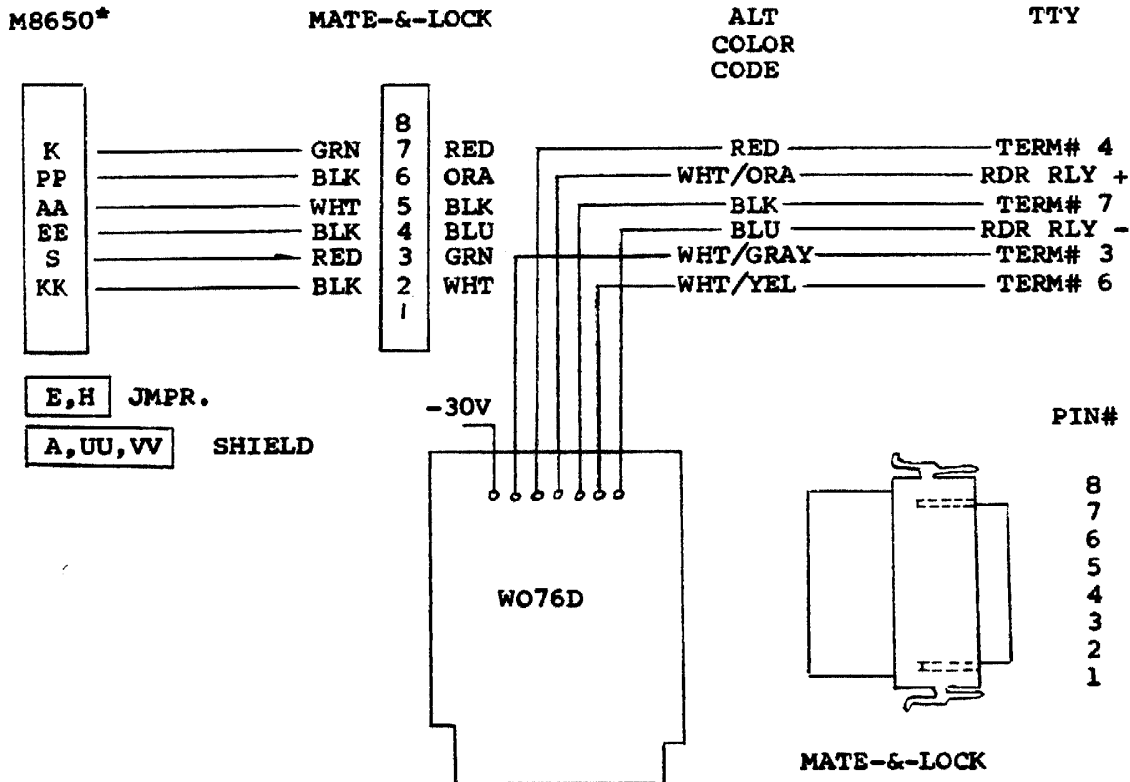 M8650* MATE-&-LOCK ALT COLOR CODE TTY
8
K GRN 7 RED RED TERM# 4
PP BLK 6 ORA WHT/ORA RDR RLY +
AA WHT 5 BLK BLK TERM# 7
EE BLK 4 BLU BLU RDR RLY -
S RED 3 GRN WHT/GRAY TERM# 3
KK BLK 2 WHT WHT/YEL TERM# 6
1
E,H JMPR.
A,UU,VV SHIELD
-30V
WO76D
PIN#
8
7
6
5
4
3
2
1
MATE-&-LOCK